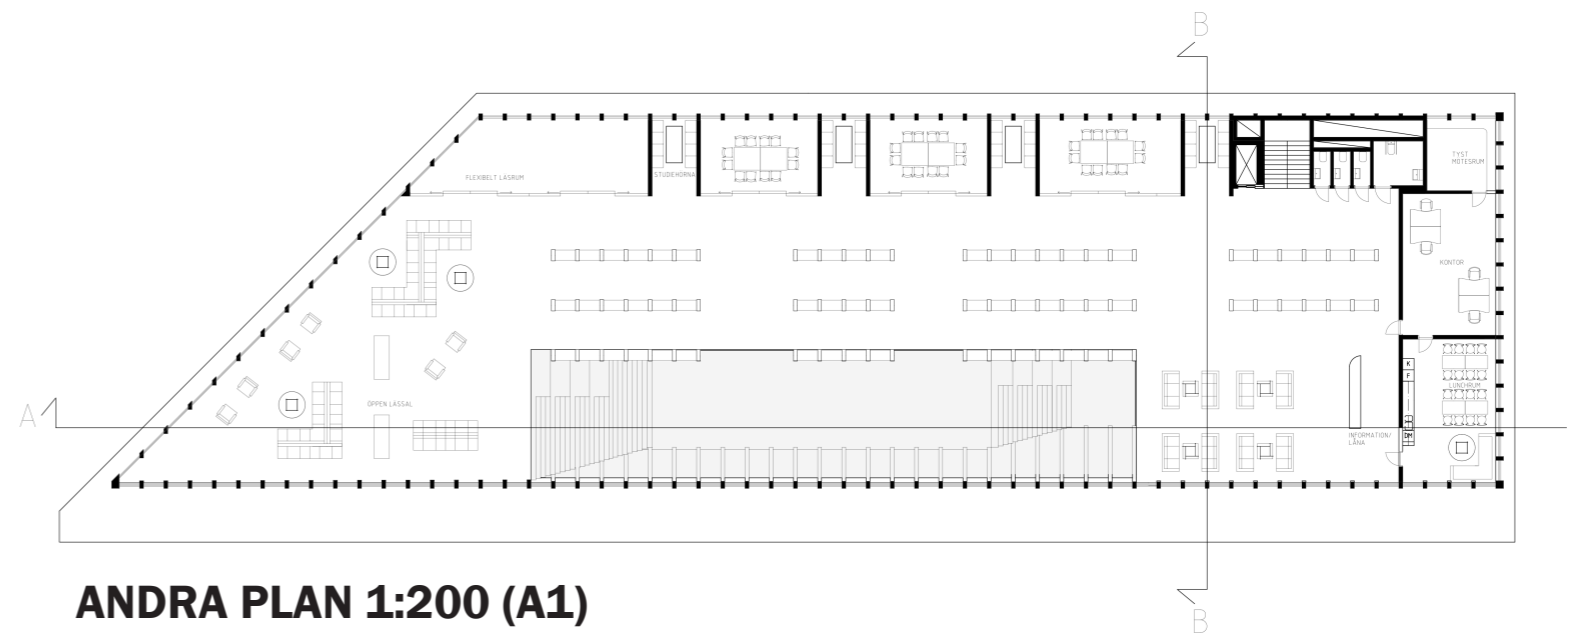 B
TYST
MÖTESRUM
STUDIEHÖRNA
FLEXIBELT LÄSRUM
KONTOR
K
F
LUNCHRUM
ÖPPEN LÄSSAL
A
INFORMATION/
LÅNA
DM
B
ANDRA PLAN 1:200 (A1)